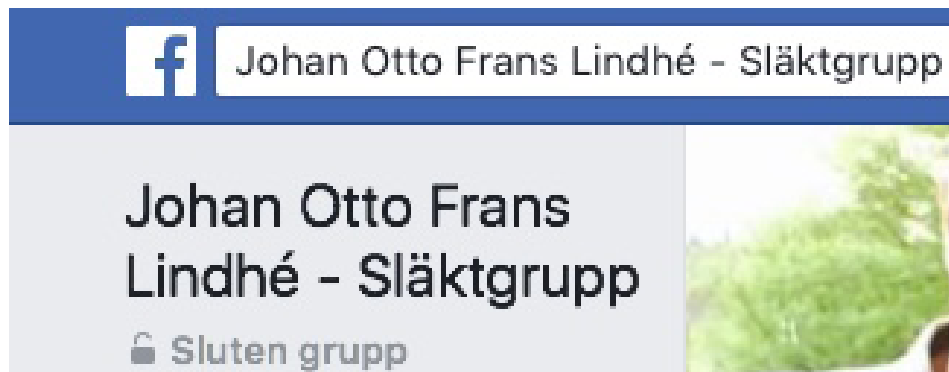 Johan Otto Frans Lindhé - Släktgrupp
Johan Otto Frans
Lindhé - Släktgrupp
Sluten grupp